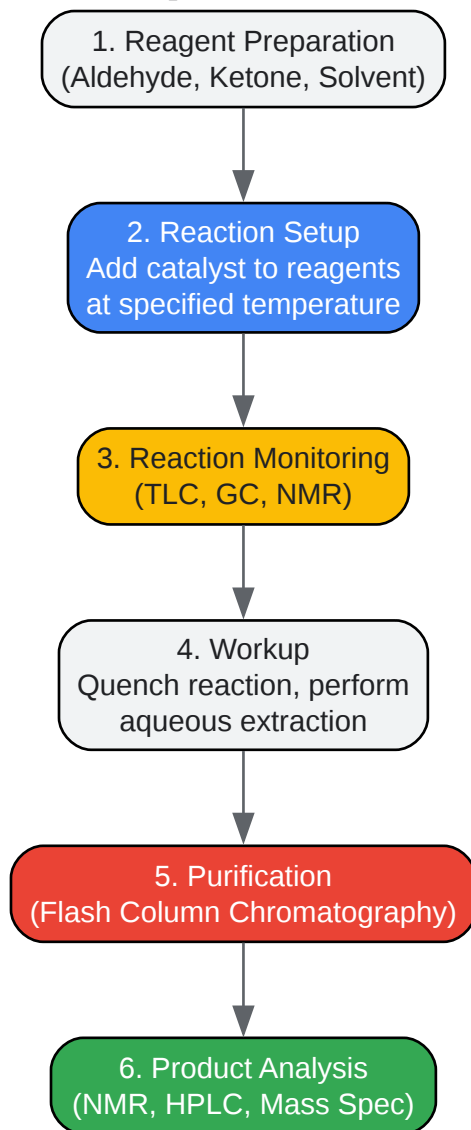 1. Reagent Preparation
(Aldehyde, Ketone, Solvent)
2. Reaction Setup
Add catalyst to reagents
at specified temperature
3. Reaction Monitoring
(TLC, GC, NMR)
4. Workup
Quench reaction, perform
aqueous extraction
5. Purification
(Flash Column Chromatography)
6. Product Analysis
(NMR, HPLC, Mass Spec)